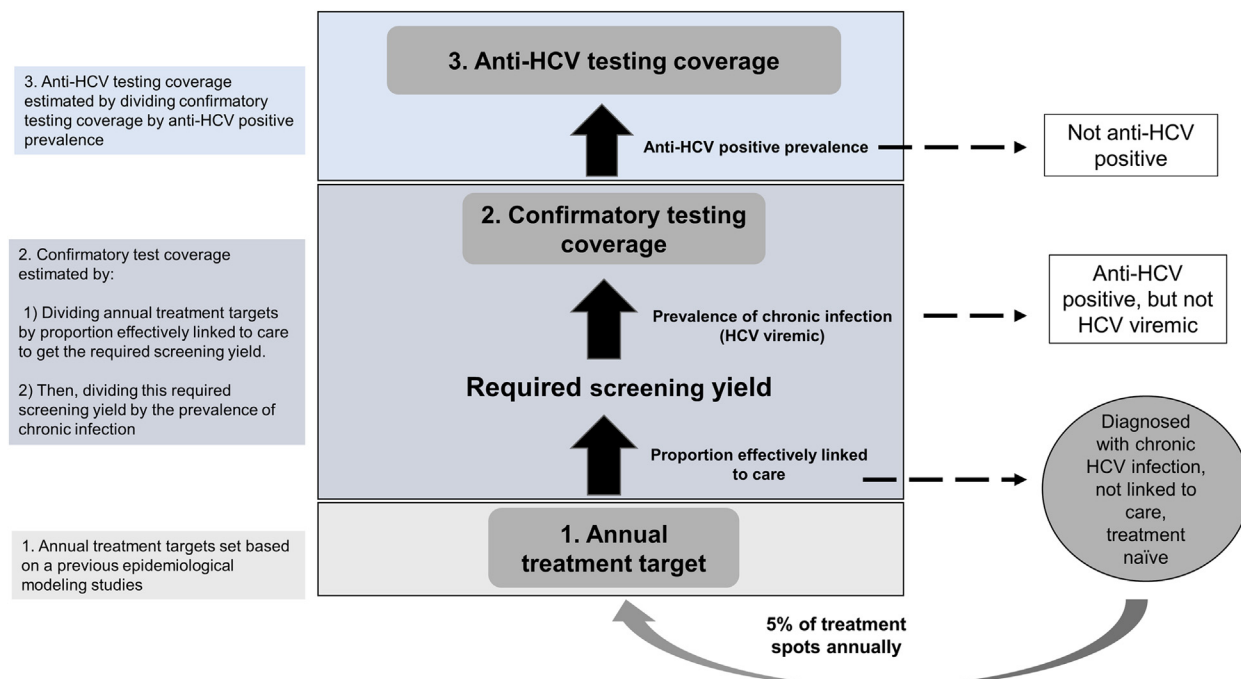 3. Anti-HCV testing coverage
estimated by dividing confirmatory
testing coverage by anti-HCV positive
prevalence
3. Anti-HCV testing coverage
Anti-HCV positive prevalence
Not anti-HCV
positive
2. Confirmatory test coverage
estimated by:
1) Dividing annual treatment targets
by proportion effectively linked to care
to get the required screening yield.
2) Then, dividing this required
screening yield by the prevalence of
chronic infection
2. Confirmatory testing
coverage
Prevalence of chronic infection
(HCV viremic)
Anti-HCV
positive, but not
HCV viremic
Required screening yield
Proportion effectively linked
to care
Diagnosed
with chronic
HCV infection,
not linked to
care,
treatment
naïve
1. Annual treatment targets set based
on a previous epidemiological
modeling studies
1. Annual
treatment target
5% of treatment
spots annually